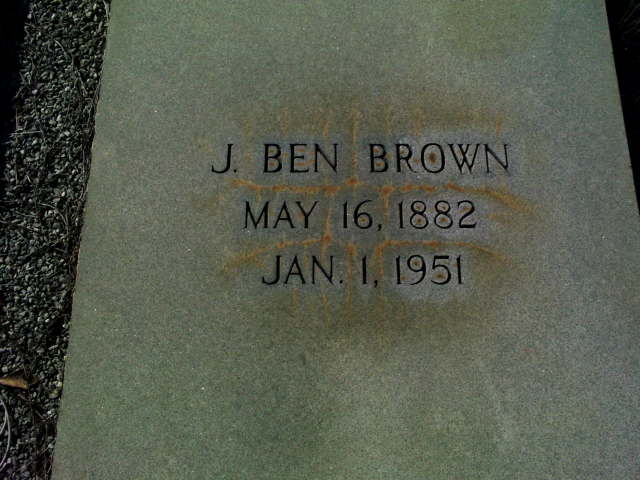 J. BEN BROWN
MAY 16, 1882
JAN. 1, 1951